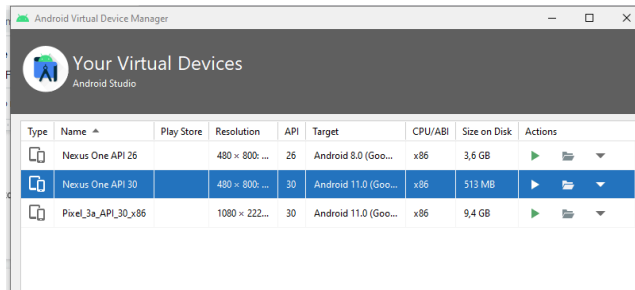 Android Virtual Device Manager
Your Virtual Devices
Android Studio
Type Name Play Store Resolution API Target CPU/ABI Size on Disk Actions
Nexus One API 26 480 × 800: ... 26 Android 8.0 (Goo... x86 3,6 GB
Nexus One API 30 480 × 800: ... 30 Android 11.0 (Goo... x86 513 MB
Pixel_3a_API_30_x86 1080 × 222... 30 Android 11.0 (Goo... x86 9,4 GB